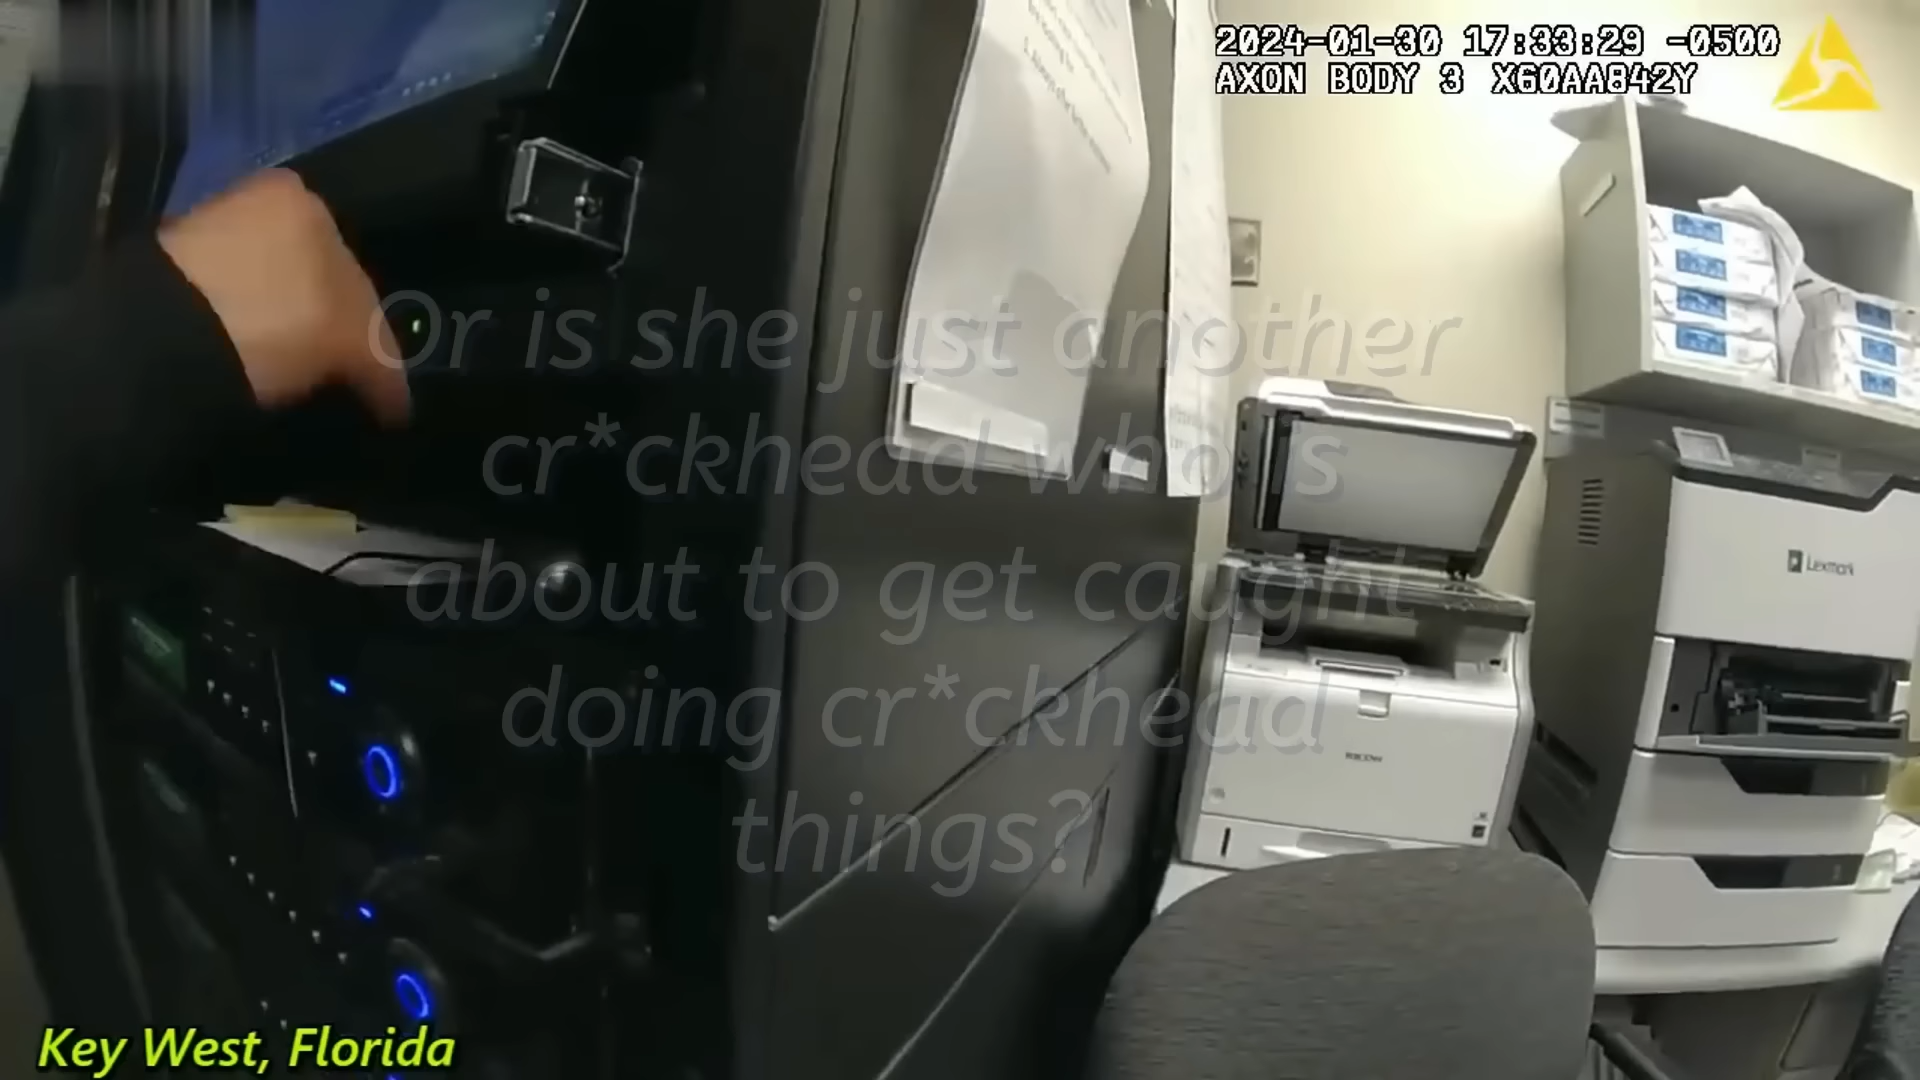 2024-01-30 17:33:29 -0500
AXON BODY 3 X60AA842Y
Or is she just another
cr*ckhead who is
about to get caught
doing cr*ckhead
things?
Lexmark
RICOH
Key West, Florida